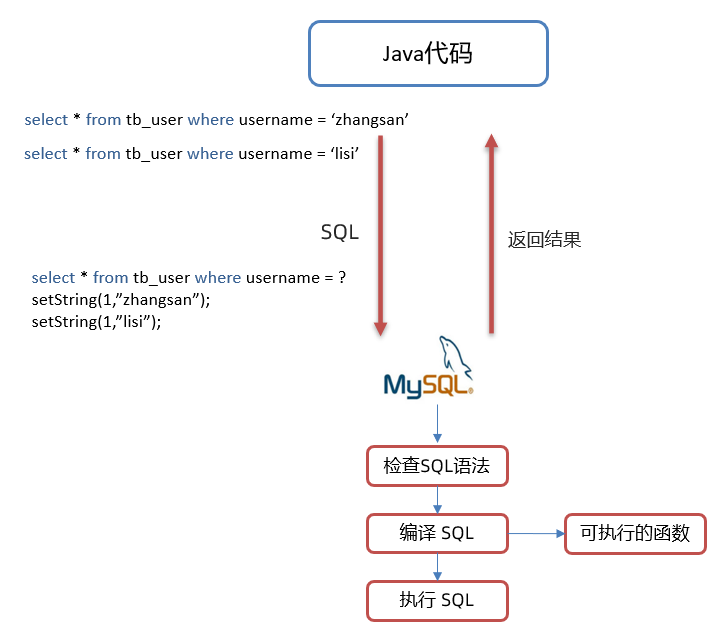 Java代码
select * from tb_user where username = ‘zhangsan’
select * from tb_user where username = ‘lisi’
SQL
返回结果
select * from tb_user where username = ?
setString(1,”zhangsan”);
setString(1,”lisi”);
MySQL®
检查SQL语法
编译 SQL
可执行的函数
执行 SQL